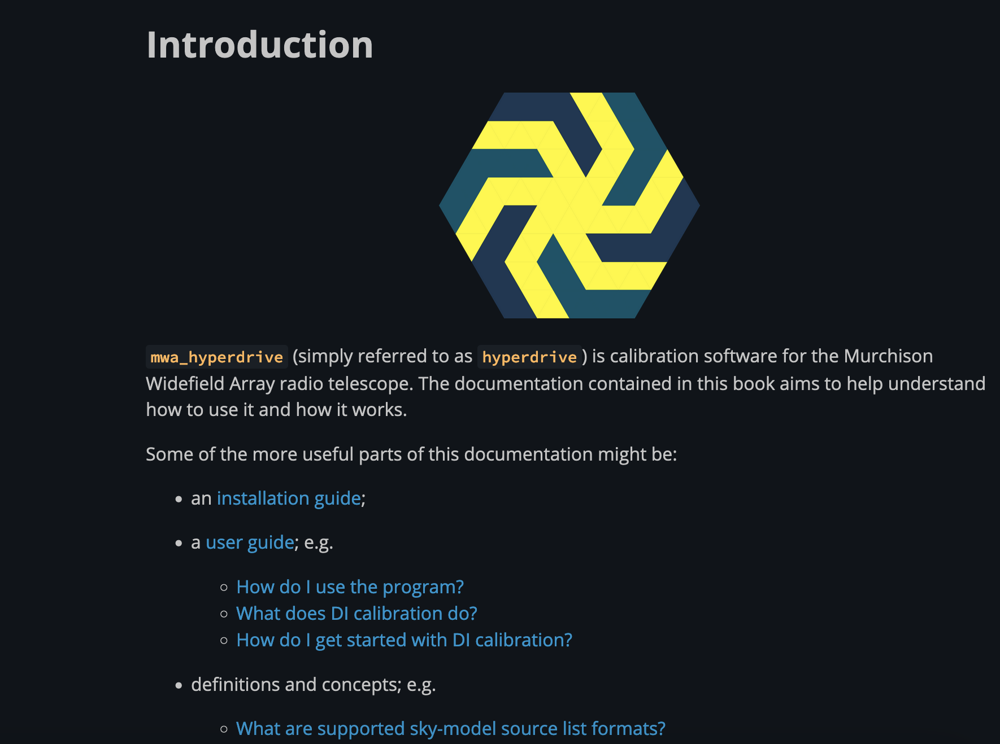 Introduction
mwa_hyperdrive (simply referred to as hyperdrive) is calibration software for the Murchison
Widefield Array radio telescope. The documentation contained in this book aims to help understand
how to use it and how it works.
Some of the more useful parts of this documentation might be:
• an installation guide;
• a user guide; e.g.
◦ How do I use the program?
◦ What does DI calibration do?
◦ How do I get started with DI calibration?
• definitions and concepts; e.g.
◦ What are supported sky-model source list formats?